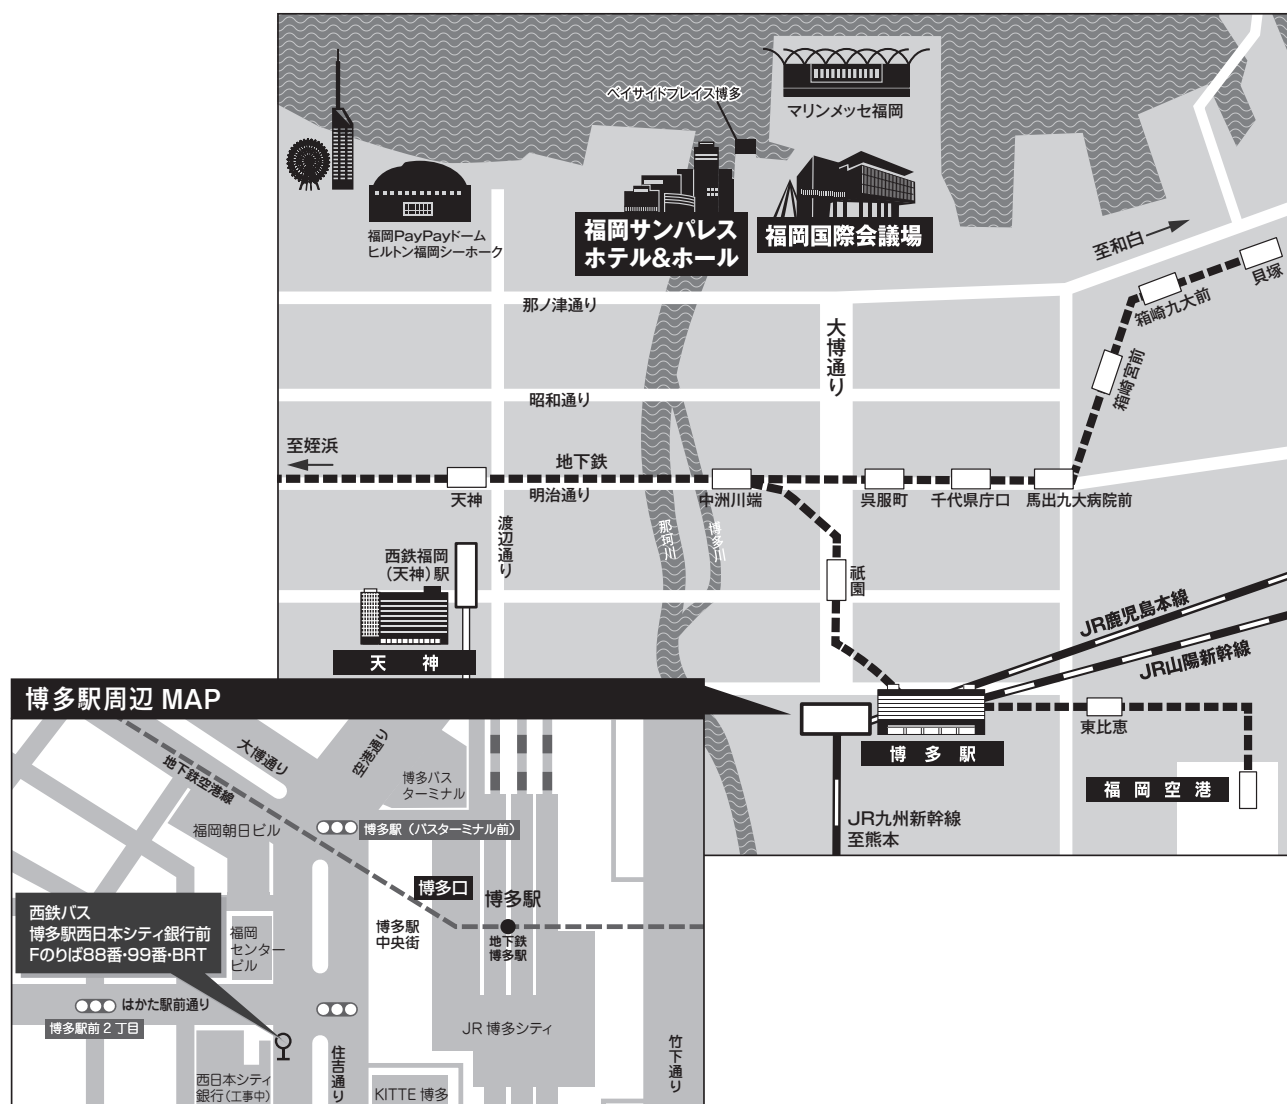 ベイサイドプレイス博多
マリンメッセ福岡
福岡PayPayドーム
ヒルトン福岡シーホーク
福岡サンパレス
ホテル&ホール
福岡国際会議場
至和白
貝塚
箱崎九大前
箱崎宮前
那ノ津通り
大博通り
昭和通り
至姪浜
地下鉄
天神
明治通り
中洲川端
呉服町
千代県庁口
馬出九大病院前
渡辺通り
那珂川
博多川
西鉄福岡
(天神)駅
祇園
天神
JR鹿児島本線
JR山陽新幹線
東比恵
博多駅
福岡空港
JR九州新幹線
至熊本
博多駅周辺 MAP
大博通り
空港通り
地下鉄空港線
博多バス
ターミナル
福岡朝日ビル
博多駅(バスターミナル前)
博多口
博多駅
西鉄バス
博多駅西日本シティ銀行前
Fのりば88番・99番・BRT
福岡
センター
ビル
博多駅
中央街
地下鉄
博多駅
はかた駅前通り
博多駅前2丁目
JR 博多シティ
住吉通り
竹下通り
西日本シティ
銀行(工事中)
KITTE 博多